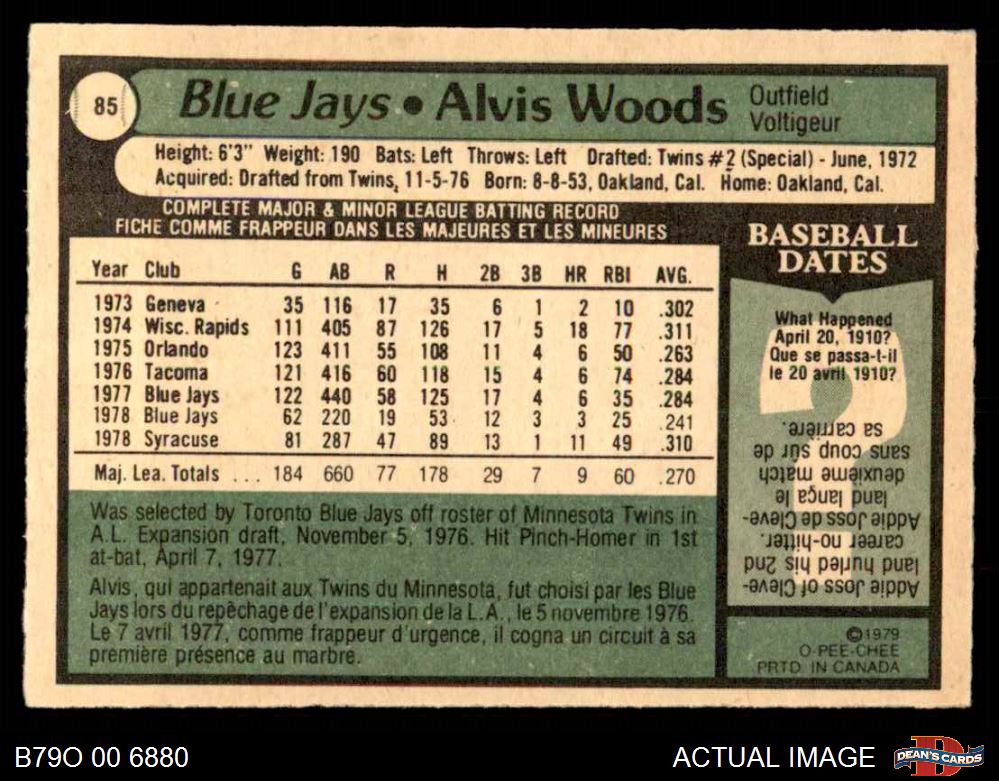 85
Blue Jays • Alvis Woods
Outfield
Voltigeur
Height: 6'3" Weight: 190 Bats: Left Throws: Left Drafted: Twins #2 (Special) - June, 1972
Acquired: Drafted from Twins, 11-5-76 Born: 8-8-53, Oakland, Cal. Home: Oakland, Cal.
COMPLETE MAJOR & MINOR LEAGUE BATTING RECORD
FICHE COMME FRAPPEUR DANS LES MAJEURES ET LES MINEURES
Year Club G AB R H 2B 3B HR RBI AVG.
1973 Geneva 35 116 17 35 6 1 2 10 .302
1974 Wisc. Rapids 111 405 87 126 17 5 18 77 .311
1975 Orlando 123 411 55 108 11 4 6 50 .263
1976 Tacoma 121 416 60 118 15 4 6 74 .284
1977 Blue Jays 122 440 58 125 17 4 6 35 .284
1978 Blue Jays 62 220 19 53 12 3 3 25 .241
1978 Syracuse 81 287 47 89 13 1 11 49 .310
Maj. Lea. Totals ... 184 660 77 178 29 7 9 60 .270
Was selected by Toronto Blue Jays off roster of Minnesota Twins in
A.L. Expansion draft, November 5, 1976. Hit Pinch-Homer in 1st
at-bat, April 7, 1977.
Alvis, qui appartenait aux Twins du Minnesota, fut choisi par les Blue
Jays lors du repêchage de l'expansion de la L.A., le 5 novembre 1976.
Le 7 avril 1977, comme frappeur d'urgence, il cogna un circuit à sa
première présence au marbre.
BASEBALL
DATES
What Happened
April 20, 1910?
Que se passa-t-il
le 20 avril 1910?
Addie Joss of Cleve-
land hurled his 2nd
career no-hitter.
Addie Joss de Cleve-
land lança le
deuxième match
sans coup sûr de
sa carrière.
©1979
O-PEE-CHEE
PRTD. IN CANADA
B79O 00 6880
ACTUAL IMAGE
DEAN'S CARDS